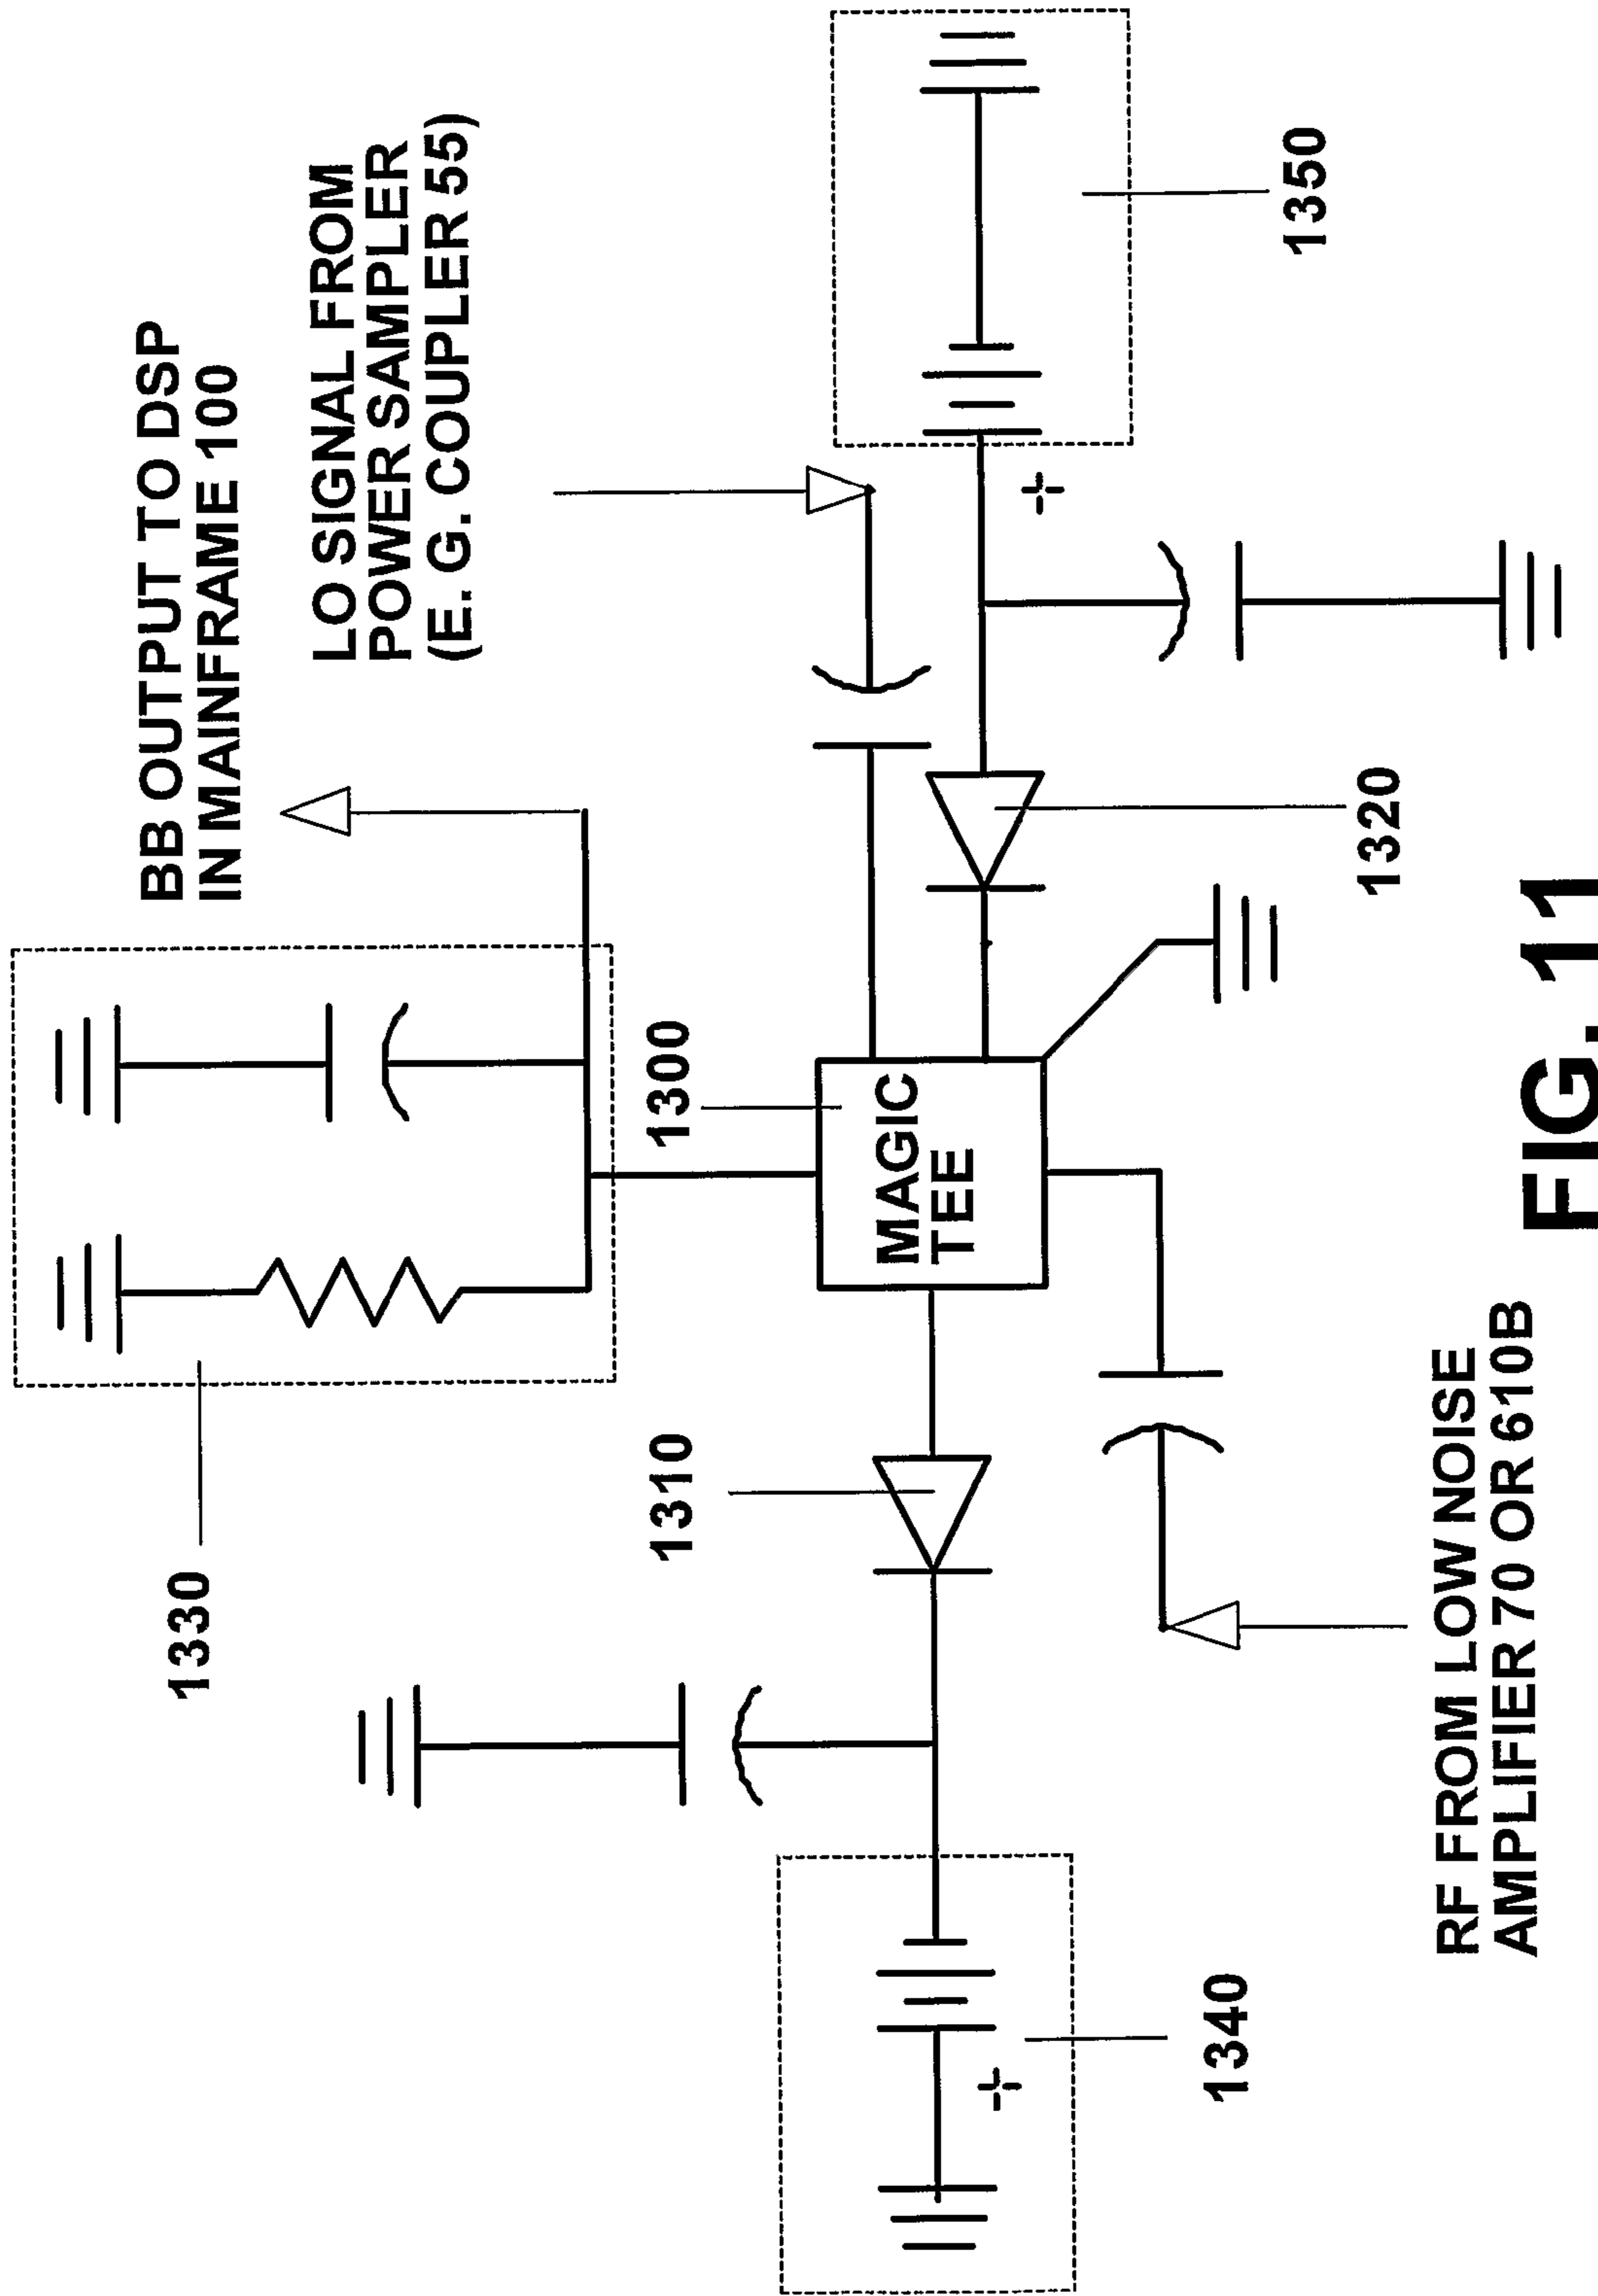 BB OUTPUT TO DSP
IN MAINFRAME 100
LO SIGNAL FROM
POWER SAMPLER
(E. G. COUPLER 55)
1330
1310
1300
MAGIC
TEE
1340
1320
1350
+
+
RF FROM LOW NOISE
AMPLIFIER 70 OR 610B
FIG. 11